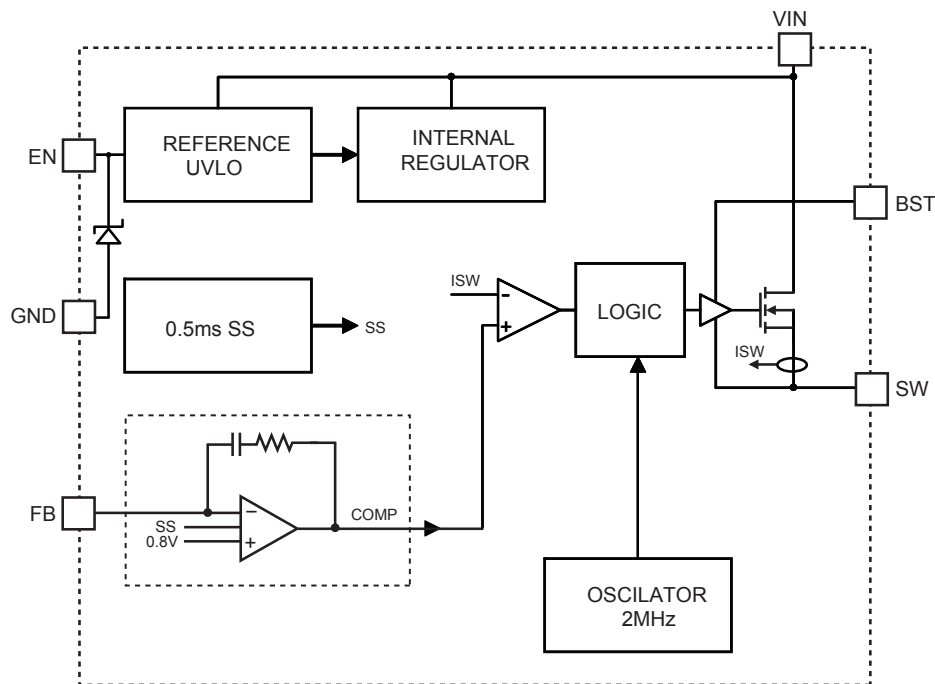 VIN
EN
REFERENCE
UVLO
INTERNAL
REGULATOR
BST
GND
0.5ms SS
SS
ISW
−
+
LOGIC
ISW
SW
FB
SS
0.8V
−
+
COMP
OSCILATOR
2MHz